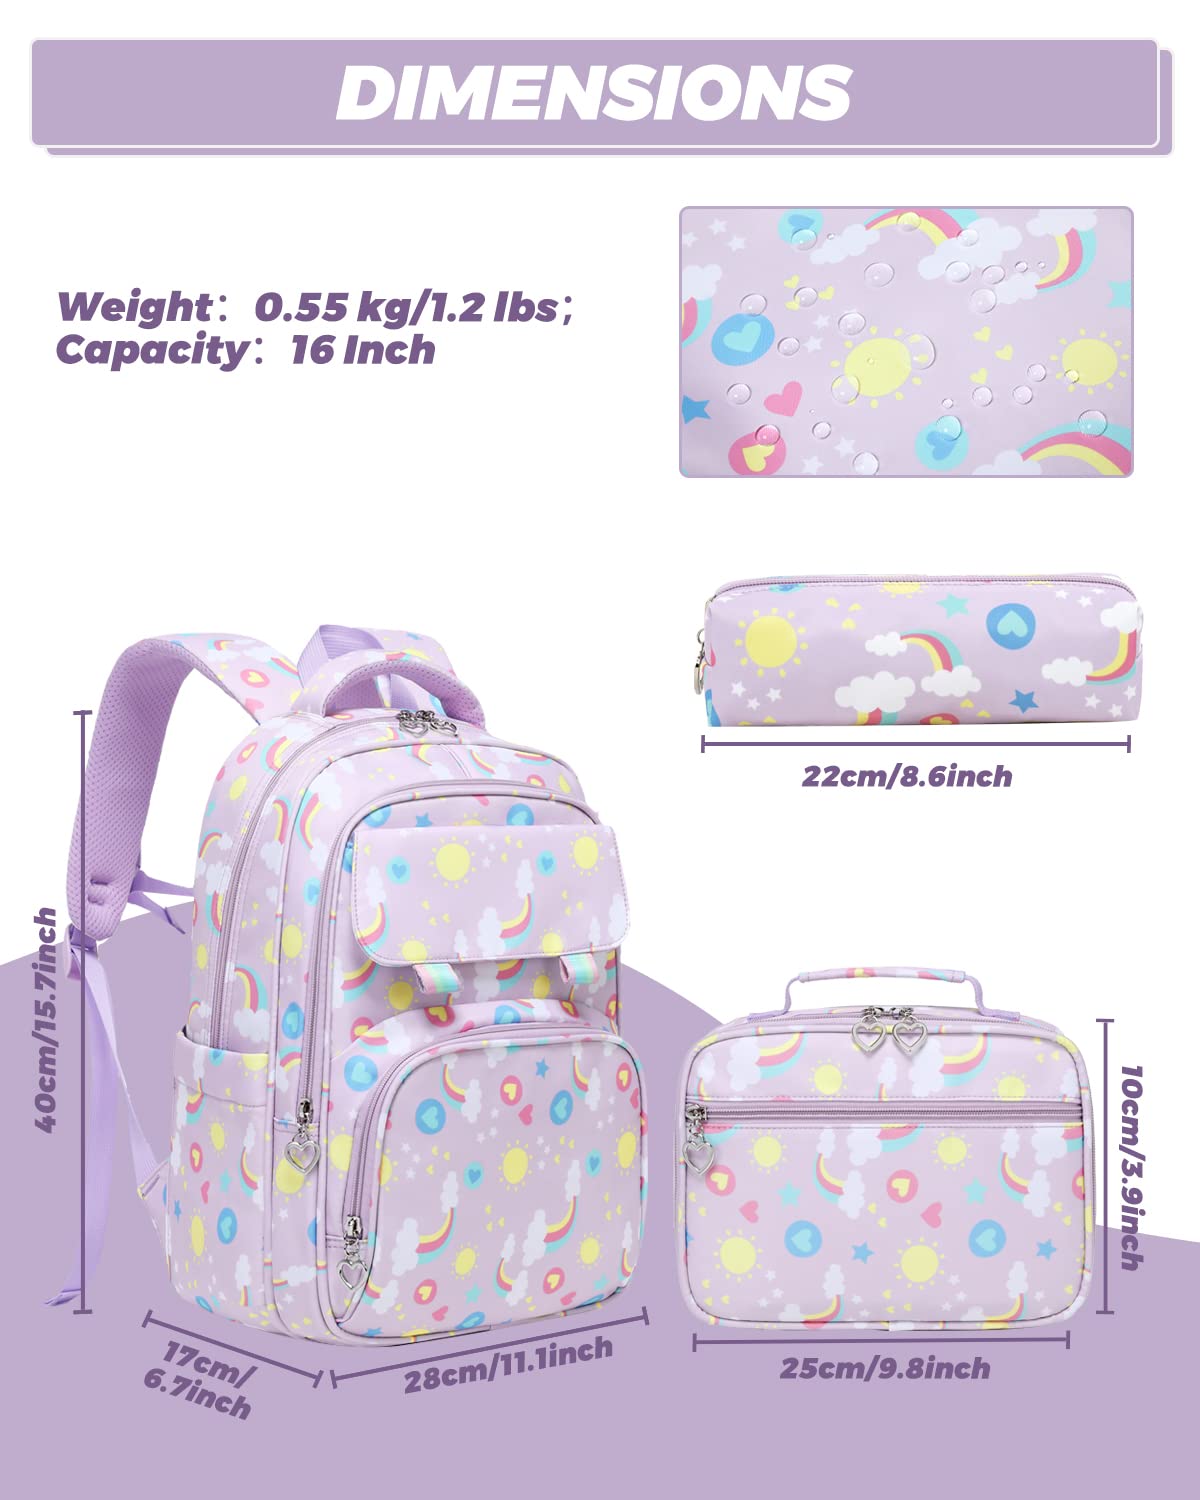 DIMENSIONS
Weight: 0.55 kg/1.2 lbs;
Capacity: 16 Inch
22cm/8.6inch
40cm/15.7inch
10cm/3.9inch
17cm/
6.7inch
28cm/11.1inch
25cm/9.8inch